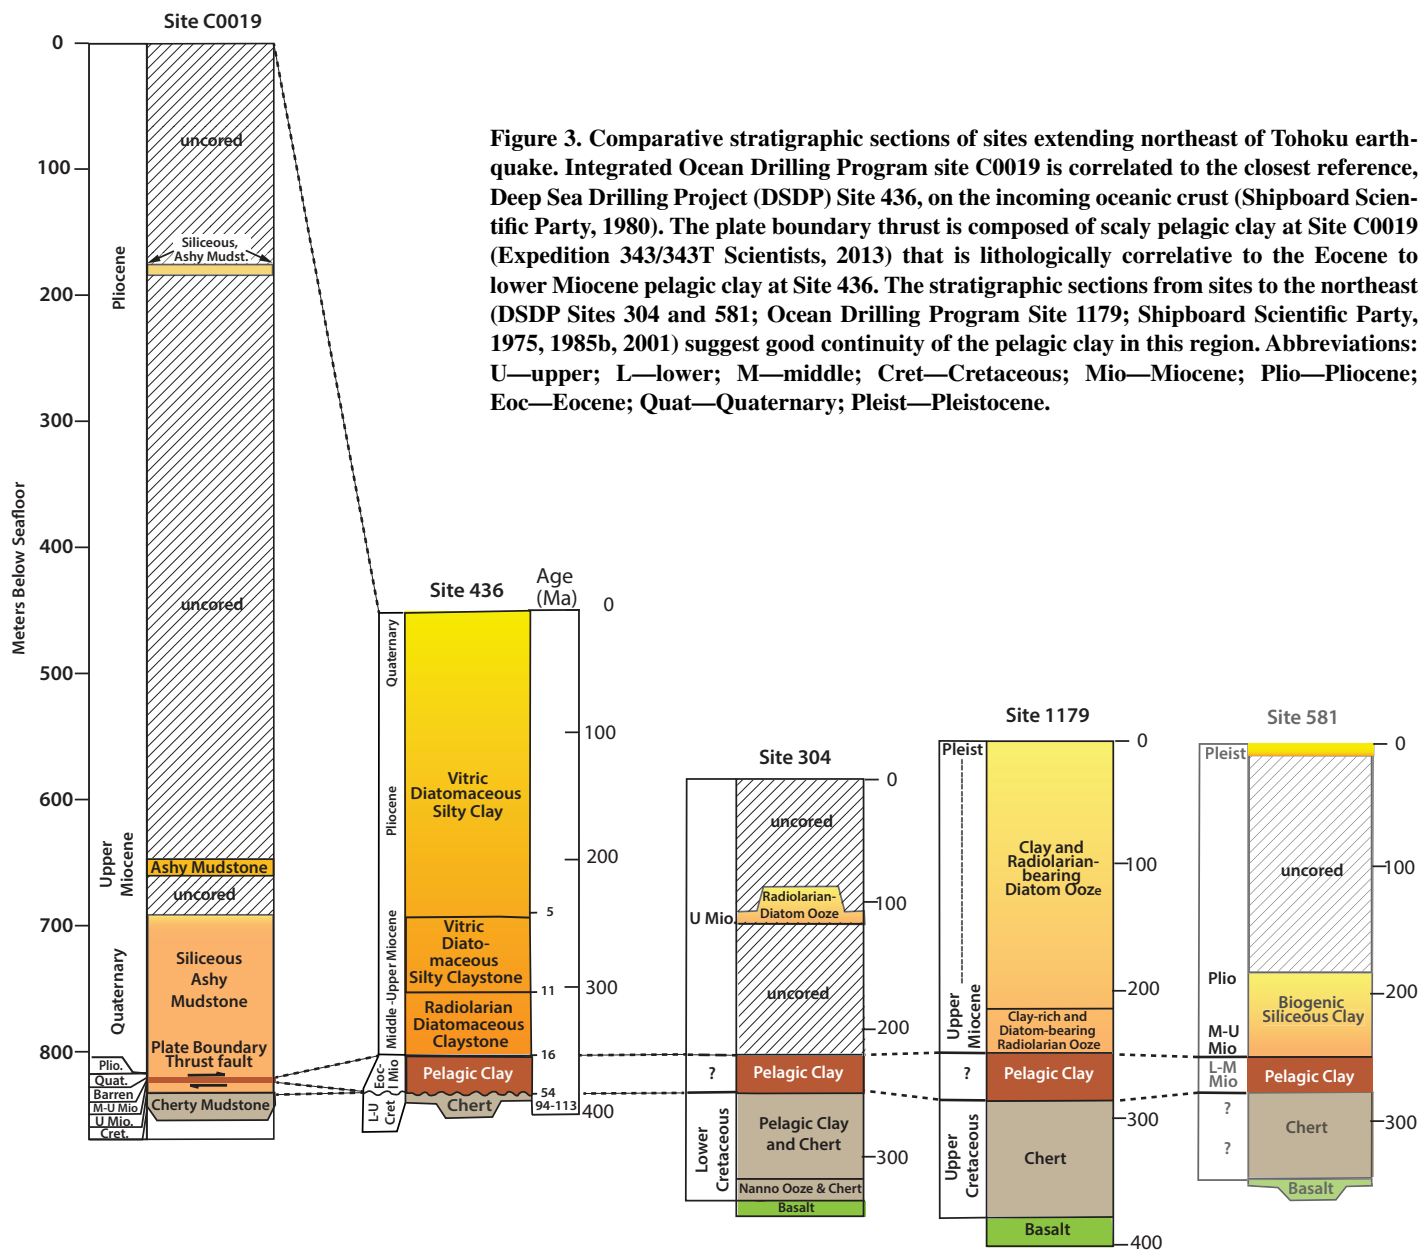 Site C0019
0
100
200
300
400
500
600
700
800
Meters Below Seafloor
Pliocene
Upper
Miocene
Quaternary
Plio.
Quat.
Barren
M-U Mio
U Mio.
Cret.
uncored
Siliceous,
Ashy Mudst.
uncored
Ashy Mudstone
uncored
Siliceous
Ashy
Mudstone
Plate Boundary
Thrust fault
Cherty Mudstone
Figure 3. Comparative stratigraphic sections of sites extending northeast of Tohoku earth-
quake. Integrated Ocean Drilling Program site C0019 is correlated to the closest reference,
Deep Sea Drilling Project (DSDP) Site 436, on the incoming oceanic crust (Shipboard Scien-
tific Party, 1980). The plate boundary thrust is composed of scaly pelagic clay at Site C0019
(Expedition 343/343T Scientists, 2013) that is lithologically correlative to the Eocene to
lower Miocene pelagic clay at Site 436. The stratigraphic sections from sites to the northeast
(DSDP Sites 304 and 581; Ocean Drilling Program Site 1179; Shipboard Scientific Party,
1975, 1985b, 2001) suggest good continuity of the pelagic clay in this region. Abbreviations:
U—upper; L—lower; M—middle; Cret—Cretaceous; Mio—Miocene; Plio—Pliocene;
Eoc—Eocene; Quat—Quaternary; Pleist—Pleistocene.
Site 436
Age
(Ma)
0
100
200
300
400
5
11
16
54
94-113
Quaternary
Pliocene
Middle -Upper Miocene
Eoc-
l Mio
L-U
Cret
Vitric
Diatomaceous
Silty Clay
Vitric
Diato-
maceous
Silty Claystone
Radiolarian
Diatomaceous
Claystone
Pelagic Clay
Chert
Site 304
0
100
200
300
U Mio.
?
Lower
Cretaceous
uncored
Radiolarian-
Diatom Ooze
uncored
Pelagic Clay
Pelagic Clay
and Chert
Nanno Ooze & Chert
Basalt
Site 1179
0
100
200
300
400
Pleist
Upper
Miocene
?
Upper
Cretaceous
Clay and
Radiolarian-
bearing
Diatom Ooze
Clay-rich and
Diatom-bearing
Radiolarian Ooze
Pelagic Clay
Chert
Basalt
Site 581
0
100
200
300
Pleist
Plio
M-U
Mio
L-M
Mio
?
?
uncored
Biogenic
Siliceous Clay
Pelagic Clay
Chert
Basalt